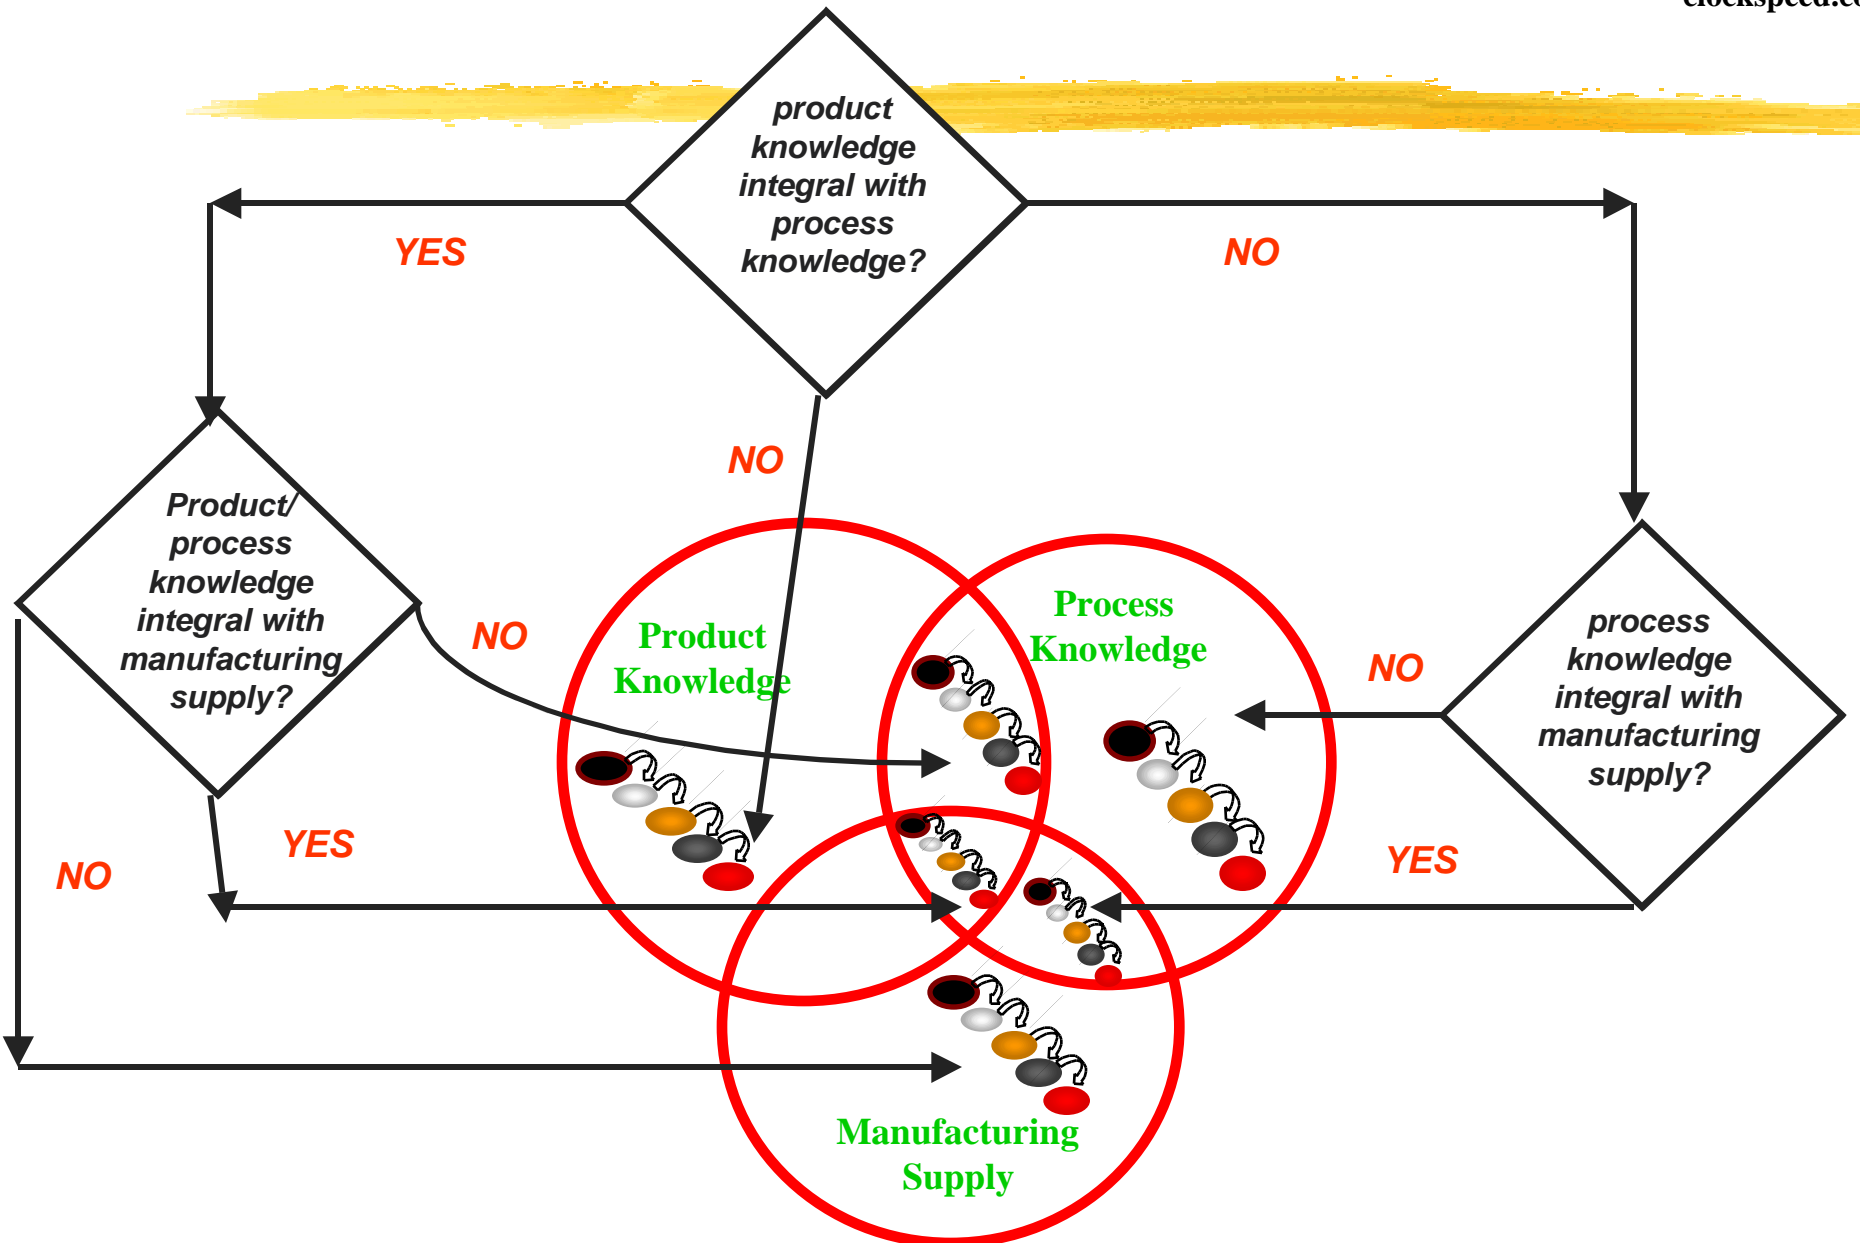 product
knowledge
integral with
process
knowledge?
YES
NO
NO
Product/
process
knowledge
integral with
manufacturing
supply?
NO
Product
Knowledge
Process
Knowledge
NO
process
knowledge
integral with
manufacturing
supply?
YES
NO
YES
Manufacturing
Supply